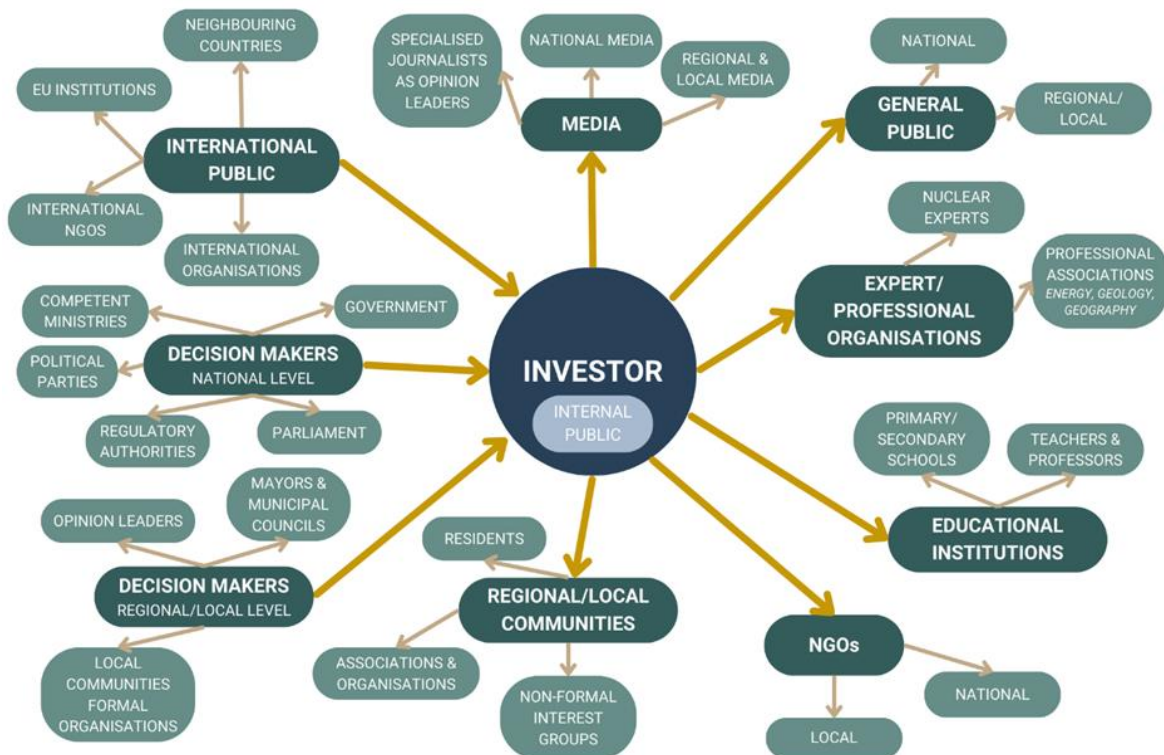 NEIGHBOURING
COUNTRIES
EU INSTITUTIONS
INTERNATIONAL
PUBLIC
INTERNATIONAL
NGOS
INTERNATIONAL
ORGANISATIONS
SPECIALISED
JOURNALISTS
AS OPINION
LEADERS
NATIONAL MEDIA
REGIONAL &
LOCAL MEDIA
MEDIA
NATIONAL
GENERAL
PUBLIC
REGIONAL/
LOCAL
NUCLEAR
EXPERTS
EXPERT/
PROFESSIONAL
ORGANISATIONS
PROFESSIONAL
ASSOCIATIONS
ENERGY, GEOLOGY,
GEOGRAPHY
COMPETENT
MINISTRIES
GOVERNMENT
DECISION MAKERS
NATIONAL LEVEL
POLITICAL
PARTIES
REGULATORY
AUTHORITIES
PARLIAMENT
INVESTOR
INTERNAL
PUBLIC
PRIMARY/
SECONDARY
SCHOOLS
TEACHERS &
PROFESSORS
EDUCATIONAL
INSTITUTIONS
OPINION LEADERS
MAYORS &
MUNICIPAL
COUNCILS
DECISION MAKERS
REGIONAL/LOCAL LEVEL
LOCAL
COMMUNITIES
FORMAL
ORGANISATIONS
RESIDENTS
REGIONAL/LOCAL
COMMUNITIES
ASSOCIATIONS &
ORGANISATIONS
NON-FORMAL
INTEREST
GROUPS
NGOs
NATIONAL
LOCAL